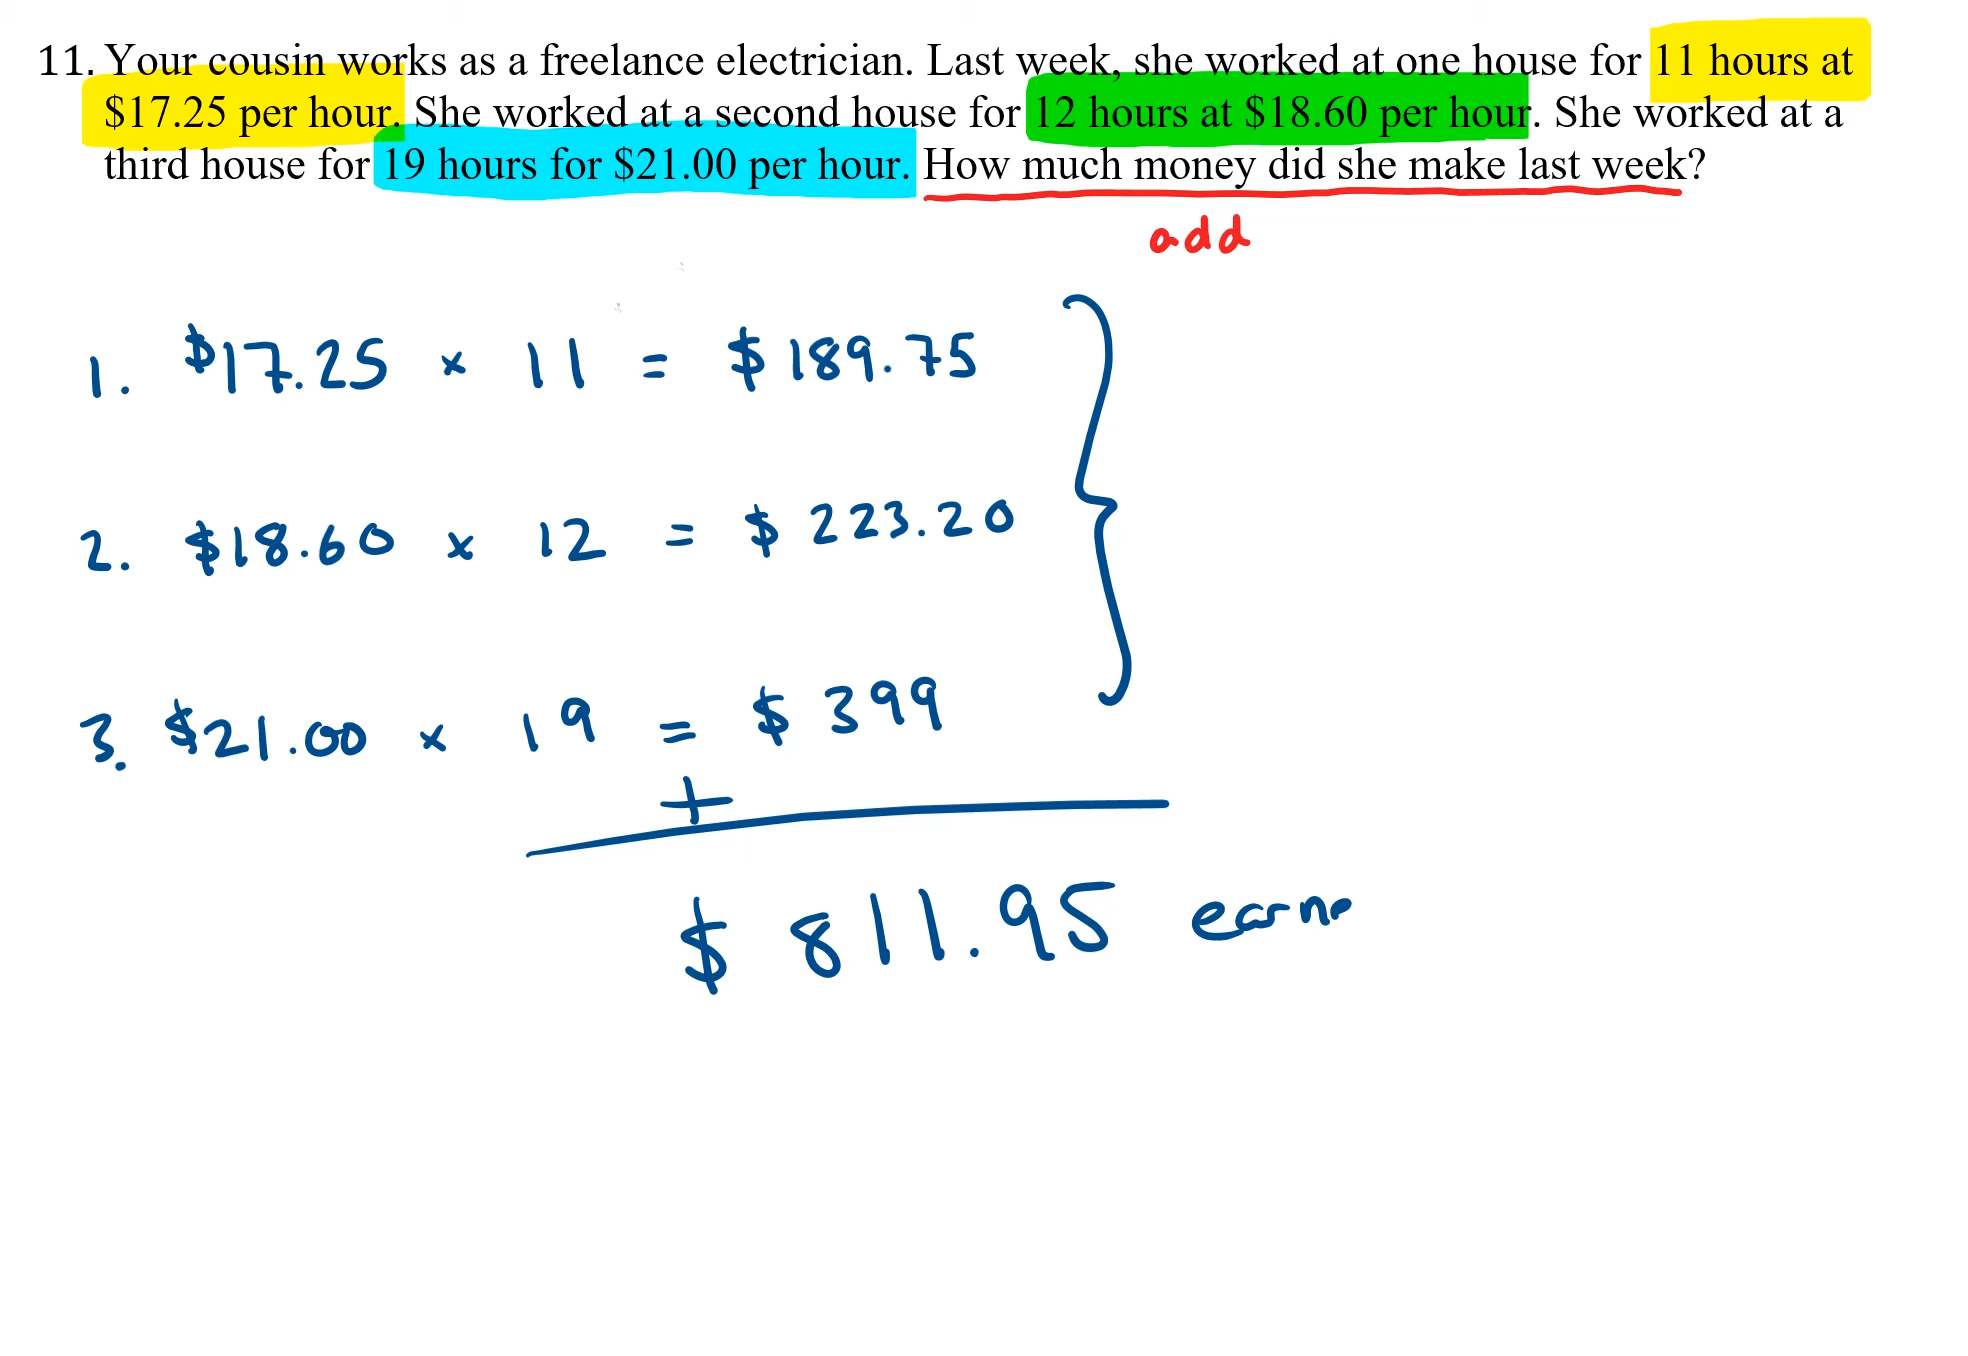 11. Your cousin works as a freelance electrician. Last week, she worked at one house for 11 hours at
$17.25 per hour. She worked at a second house for 12 hours at $18.60 per hour. She worked at a
third house for 19 hours for $21.00 per hour. How much money did she make last week?
add
1. $17.25 × 11 = $189.75
2. $18.60 × 12 = $223.20
3. $21.00 × 19 = $399
+
$811.95 earne